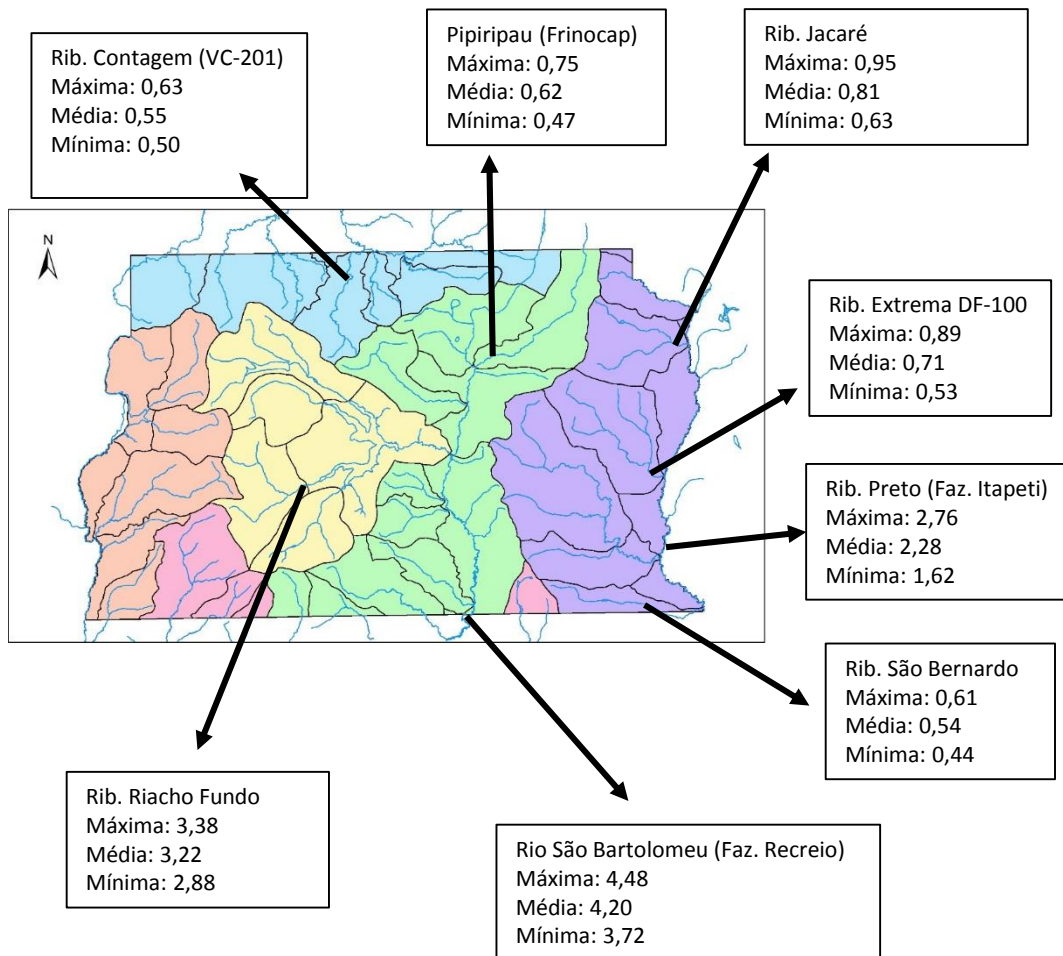 Rib. Contagem (VC-201)
Máxima: 0,63
Média: 0,55
Mínima: 0,50
Pipiripau (Frinocap)
Máxima: 0,75
Média: 0,62
Mínima: 0,47
Rib. Jacaré
Máxima: 0,95
Média: 0,81
Mínima: 0,63
N
Rib. Extrema DF-100
Máxima: 0,89
Média: 0,71
Mínima: 0,53
Rib. Preto (Faz. Itapeti)
Máxima: 2,76
Média: 2,28
Mínima: 1,62
Rib. São Bernardo
Máxima: 0,61
Média: 0,54
Mínima: 0,44
Rib. Riacho Fundo
Máxima: 3,38
Média: 3,22
Mínima: 2,88
Rio São Bartolomeu (Faz. Recreio)
Máxima: 4,48
Média: 4,20
Mínima: 3,72